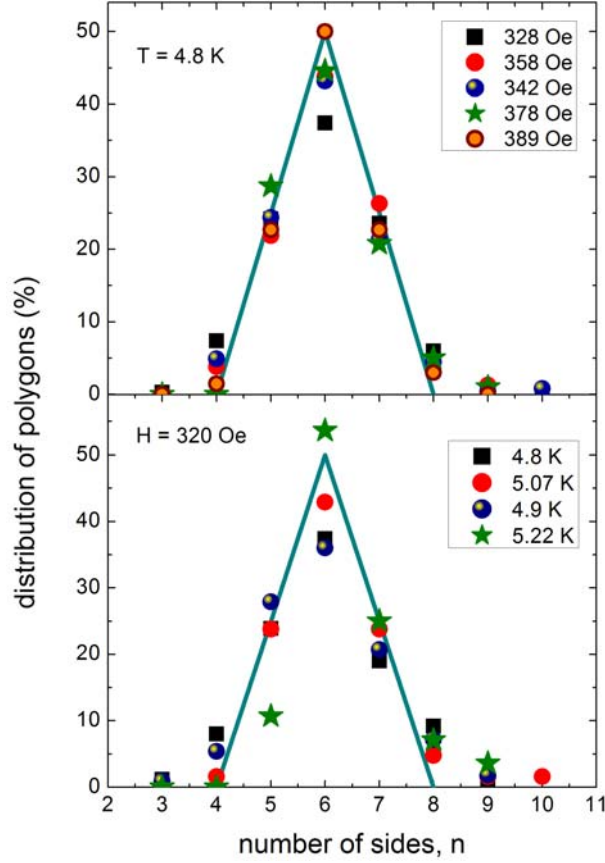 50
40
30
20
10
0
T = 4.8 K
328 Oe
358 Oe
342 Oe
378 Oe
389 Oe
distribution of polygons (%)
50
40
30
20
10
0
H = 320 Oe
4.8 K
5.07 K
4.9 K
5.22 K
2 3 4 5 6 7 8 9 10 11
number of sides, n